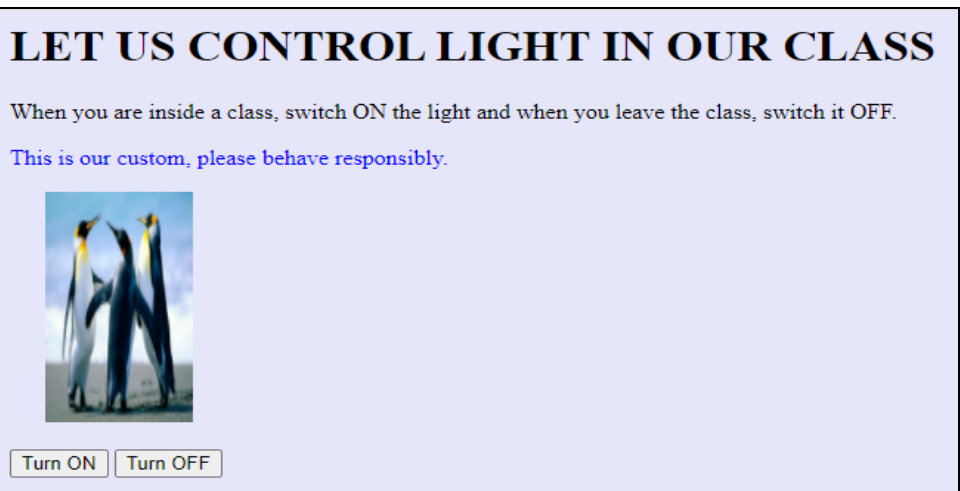 LET US CONTROL LIGHT IN OUR CLASS
When you are inside a class, switch ON the light and when you leave the class, switch it OFF.
This is our custom, please behave responsibly.
Turn ON Turn OFF